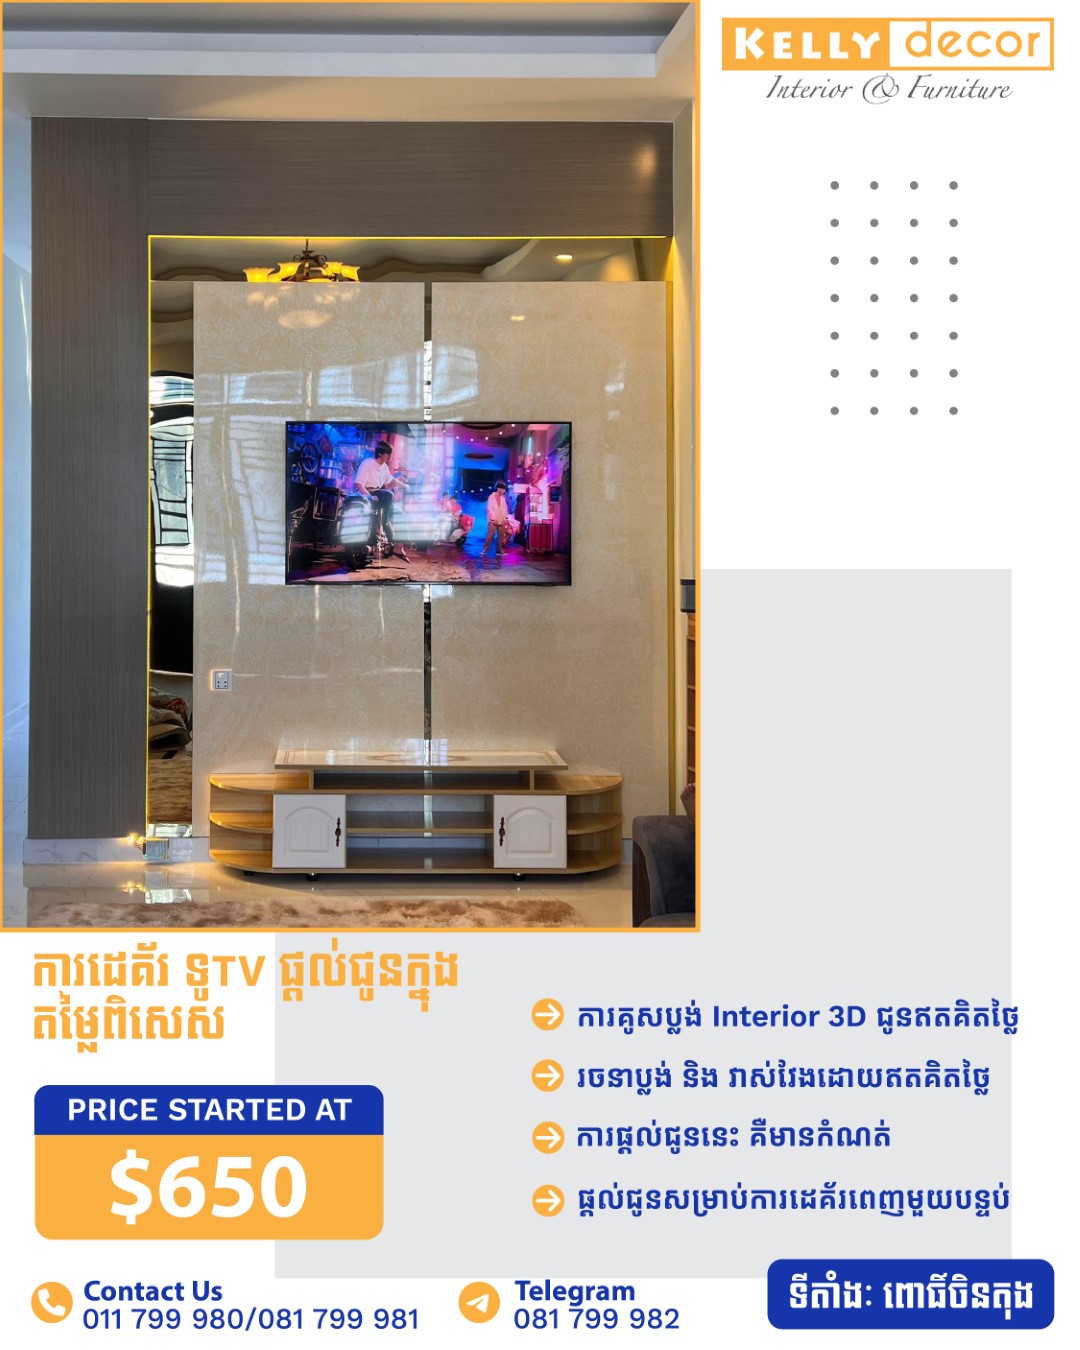 KELLY decor
Interior & Furniture
ការដេគ័រ ទូTV ផ្ដល់ជូនក្នុង
តម្លៃពិសេស
PRICE STARTED AT
$650
ការគូសប្លង់ Interior 3D ជូនឥតគិតថ្លៃ
រចនាប្លង់ និង វាស់វែងដោយឥតគិតថ្លៃ
ការផ្ដល់ជូននេះ គឺមានកំណត់
ផ្ដល់ជូនសម្រាប់ការដេគ័រពេញមួយបន្ទប់
Contact Us
011 799 980/081 799 981
Telegram
081 799 982
ទីតាំង: ពោធិ៍ចិនតុង